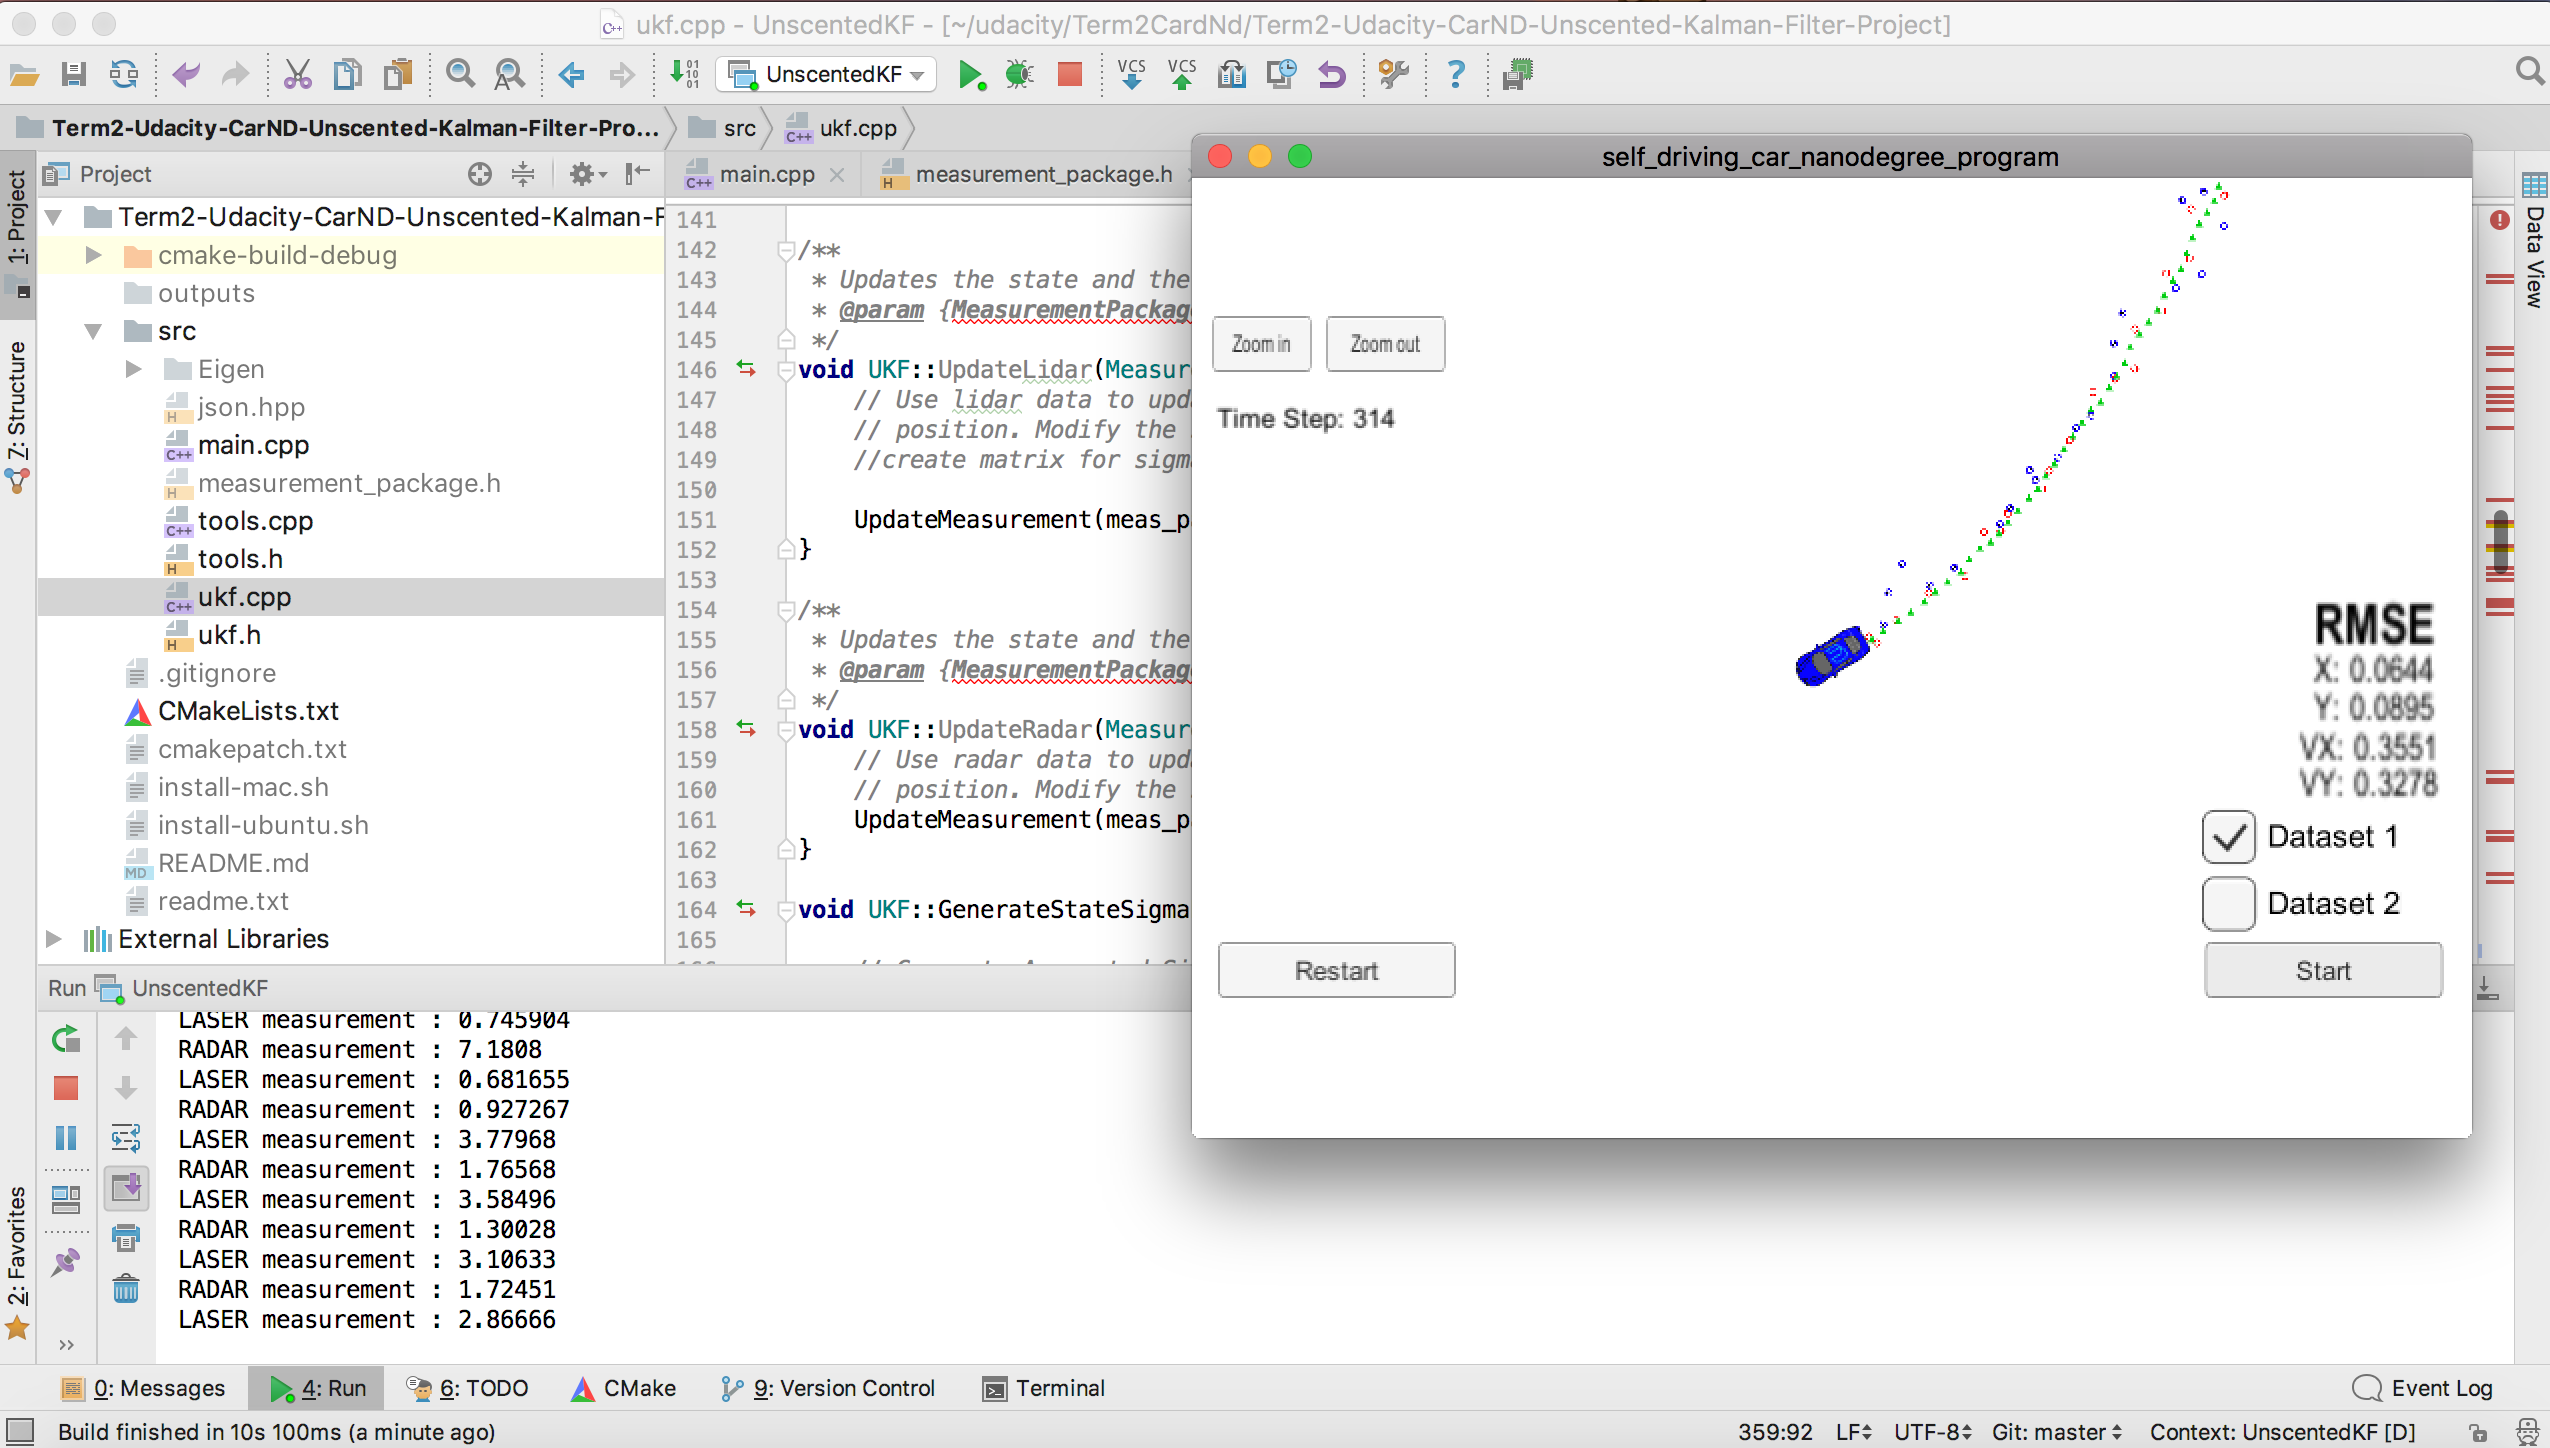 ukf.cpp - UnscentedKF - [~/udacity/Term2CardNd/Term2-Udacity-CarND-Unscented-Kalman-Filter-Project]
UnscentedKF
VCS VCS
Term2-Udacity-CarND-Unscented-Kalman-Filter-Pro... src ukf.cpp
1: Project
7: Structure
2: Favorites
Project
Term2-Udacity-CarND-Unscented-Kalman-F
cmake-build-debug
outputs
src
Eigen
json.hpp
main.cpp
measurement_package.h
tools.cpp
tools.h
ukf.cpp
ukf.h
.gitignore
CMakeLists.txt
cmakepatch.txt
install-mac.sh
install-ubuntu.sh
README.md
readme.txt
External Libraries
main.cpp measurement_package.h
141
142 /**
143 * Updates the state and the
144 * @param {MeasurementPackag
145 */
146 void UKF::UpdateLidar(Measur
147 // Use lidar data to upd
148 // position. Modify the
149 //create matrix for sigm
150
151 UpdateMeasurement(meas_p
152 }
153
154 /**
155 * Updates the state and the
156 * @param {MeasurementPackag
157 */
158 void UKF::UpdateRadar(Measur
159 // Use radar data to upd
160 // position. Modify the
161 UpdateMeasurement(meas_p
162 }
163
164 void UKF::GenerateStateSigma
165
self_driving_car_nanodegree_program
Zoom in Zoom out
Time Step: 314
RMSE
X: 0.0644
Y: 0.0895
VX: 0.3551
VY: 0.3278
Dataset 1
Dataset 2
Restart Start
Data View
Run UnscentedKF
LASER measurement : 0.745904
RADAR measurement : 7.1808
LASER measurement : 0.681655
RADAR measurement : 0.927267
LASER measurement : 3.77968
RADAR measurement : 1.76568
LASER measurement : 3.58496
RADAR measurement : 1.30028
LASER measurement : 3.10633
RADAR measurement : 1.72451
LASER measurement : 2.86666
0: Messages 4: Run 6: TODO CMake 9: Version Control Terminal Event Log
Build finished in 10s 100ms (a minute ago) 359:92 LF UTF-8 Git: master Context: UnscentedKF [D]